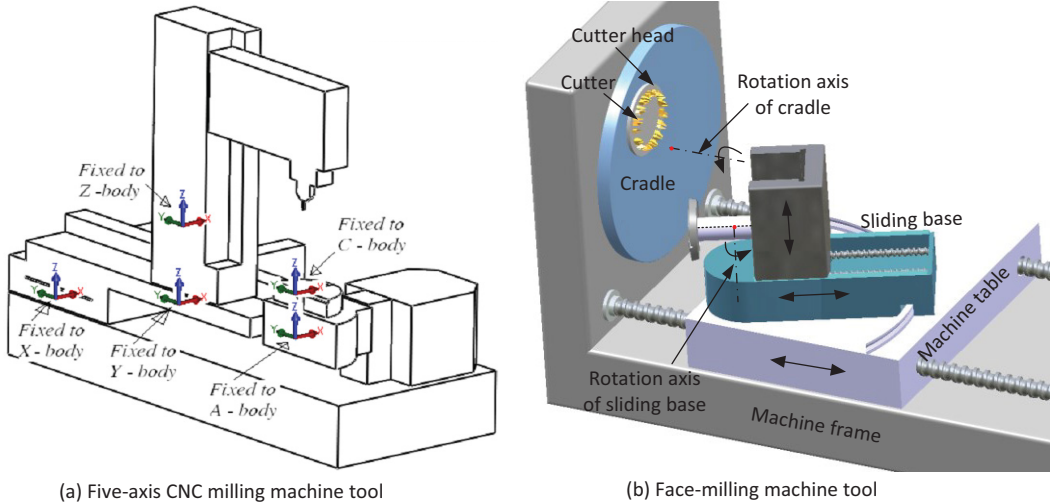 Fixed to
Z - body
Z
Y
X
Fixed to
C - body
Z
Y
X
Z
Y
X
Z
Y
X
Z
Y
X
Fixed to
X - body
Fixed to
Y - body
Fixed to
A - body
(a) Five-axis CNC milling machine tool
Cutter head
Cutter
Rotation axis
of cradle
Cradle
Sliding base
Machine table
Rotation axis
of sliding base
Machine frame
(b) Face-milling machine tool